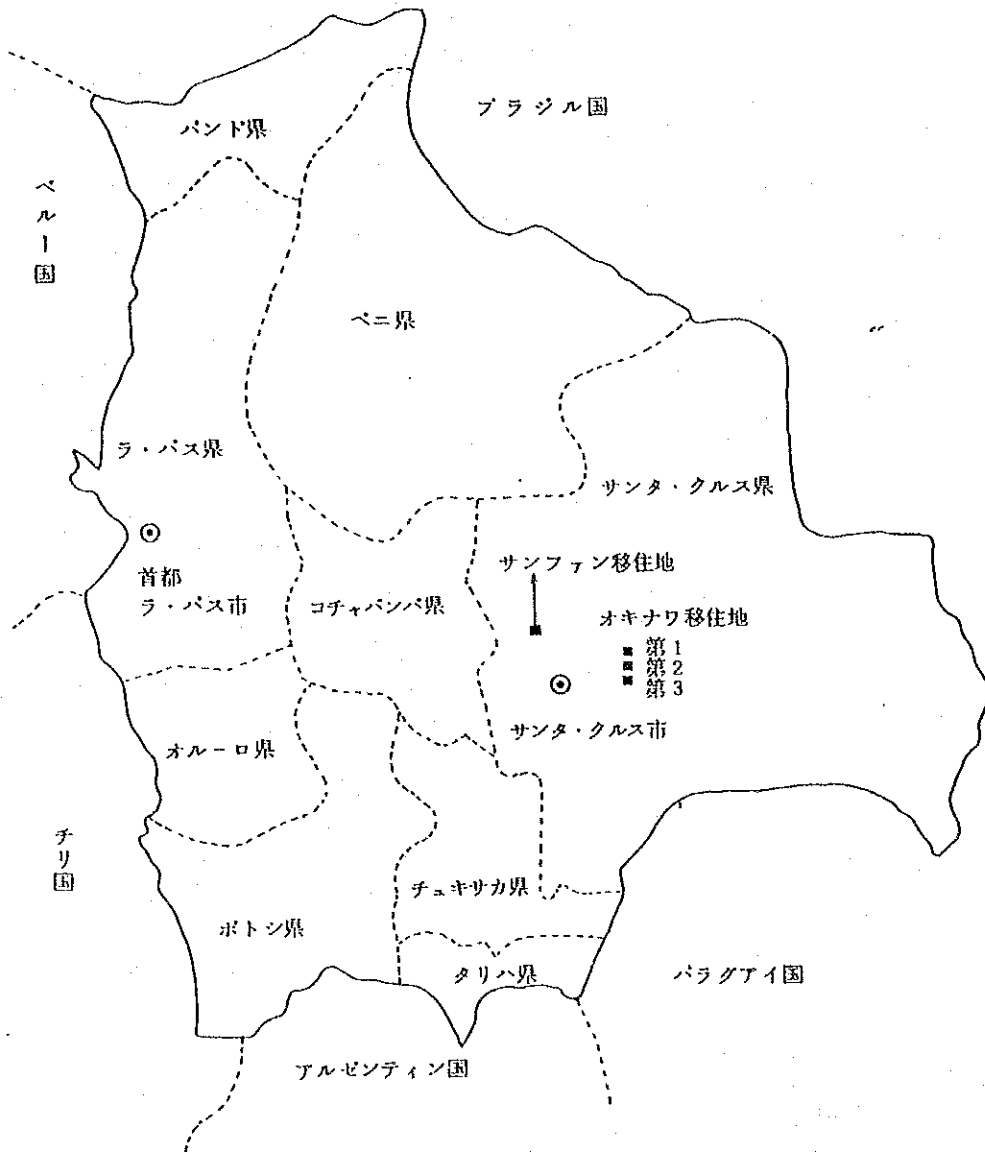 ブラジル国
パンド県
ペルー国
ベニ県
ラ・パス県
サンタ・クルス県
首都
ラ・パス市
コチャバンバ県
サンファン移住地
オキナワ移住地
第1
第2
第3
サンタ・クルス市
オルーロ県
チリ国
チュキサカ県
ポトシ県
タリハ県
パラグアイ国
アルゼンティン国